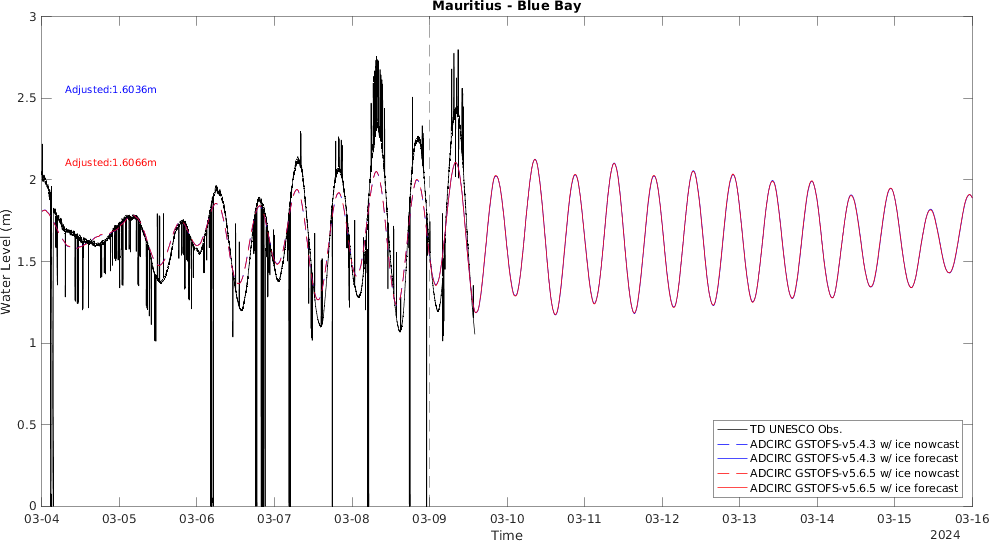 Mauritius - Blue Bay
3
2.5
2
1.5
1
0.5
0
Water Level (m)
Adjusted:1.6036m
Adjusted:1.6066m
TD UNESCO Obs.
ADCIRC GSTOFS-v5.4.3 w/ ice nowcast
ADCIRC GSTOFS-v5.4.3 w/ ice forecast
ADCIRC GSTOFS-v5.6.5 w/ ice nowcast
ADCIRC GSTOFS-v5.6.5 w/ ice forecast
03-04 03-05 03-06 03-07 03-08 03-09 03-10 03-11 03-12 03-13 03-14 03-15 03-16
Time
2024